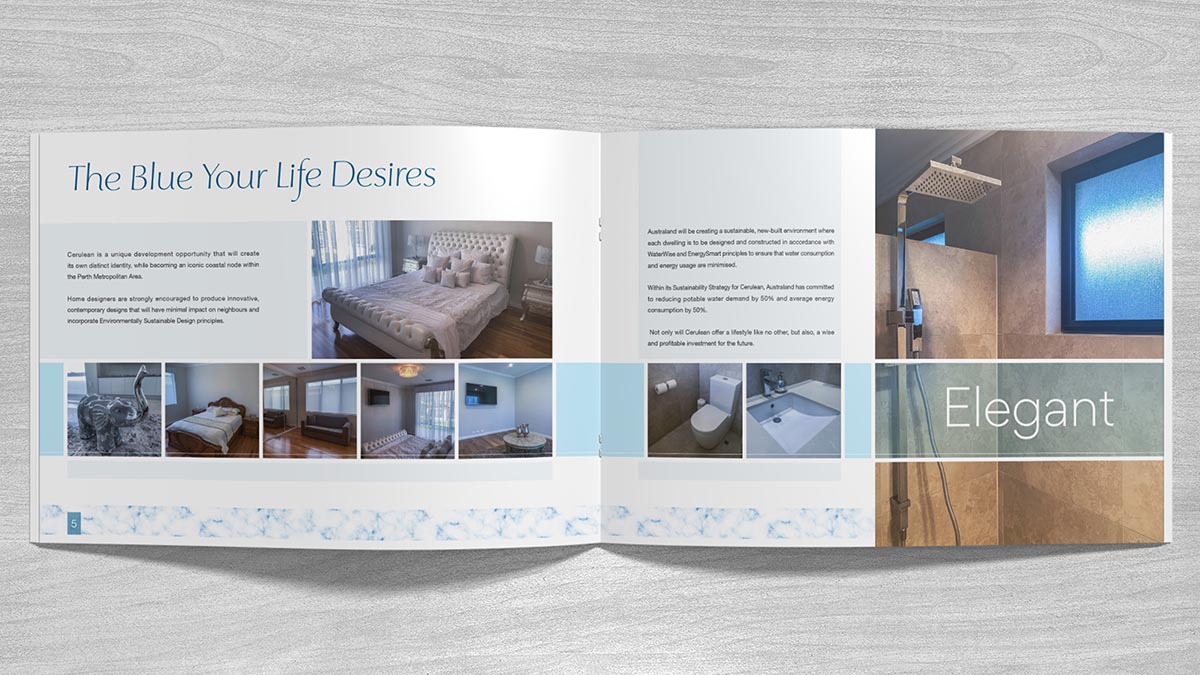 The Blue Your Life Desires
Cerulean is a unique development opportunity that will create
its own distinct identity, while becoming an iconic coastal node within
the Perth Metropolitan Area.
Home designers are strongly encouraged to produce innovative,
contemporary designs that will have minimal impact on neighbours and
incorporate Environmentally Sustainable Design principles.
5
Australand will be creating a sustainable, new-built environment where
each dwelling is to be designed and constructed in accordance with
WaterWise and EnergySmart principles to ensure that water consumption
and energy usage are minimised.
Within its Sustainability Strategy for Cerulean, Australand has committed
to reducing potable water demand by 50% and average energy
consumption by 50%.
Not only will Cerulean offer a lifestyle like no other, but also, a wise
and profitable investment for the future.
Elegant